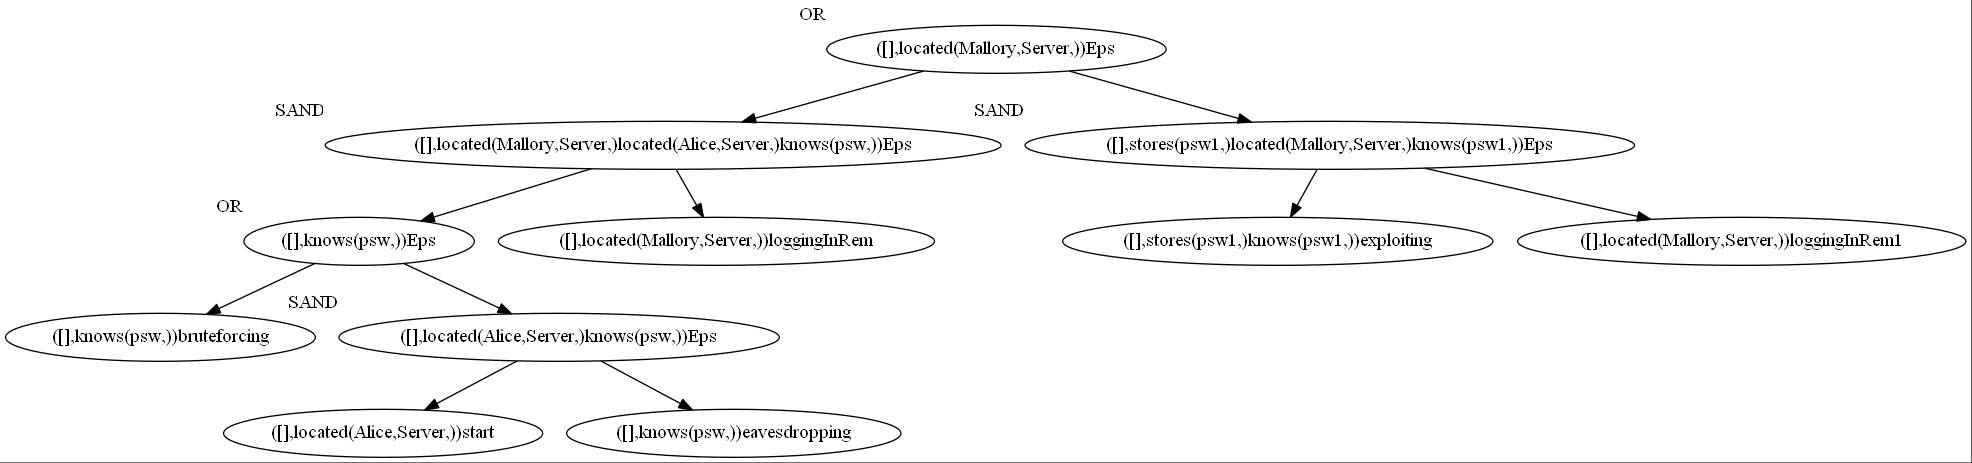 OR
([],located(Mallory,Server,))Eps
SAND
SAND
([],located(Mallory,Server,)located(Alice,Server,)knows(psw,))Eps
([],stores(psw1,)located(Mallory,Server,)knows(psw1,))Eps
OR
([],knows(psw,))Eps
([],located(Mallory,Server,))loggingInRem
([],stores(psw1,)knows(psw1,))exploiting
([],located(Mallory,Server,))loggingInRem1
SAND
([],knows(psw,))bruteforcing
([],located(Alice,Server,)knows(psw,))Eps
([],located(Alice,Server,))start
([],knows(psw,))eavesdropping